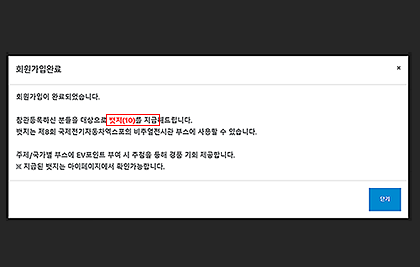 회원가입완료
×
회원가입이 완료되었습니다.
참관등록하신 분들을 대상으로 뱃지(10)를 지급해드립니다.
뱃지는 제8회 국제전기자동차엑스포의 비주얼전시관 부스에 사용할 수 있습니다.
주제/국가별 부스에 EV포인트 부여 시 추첨을 통해 경품 기회 제공합니다.
※ 지급된 뱃지는 마이페이지에서 확인가능합니다.
닫기